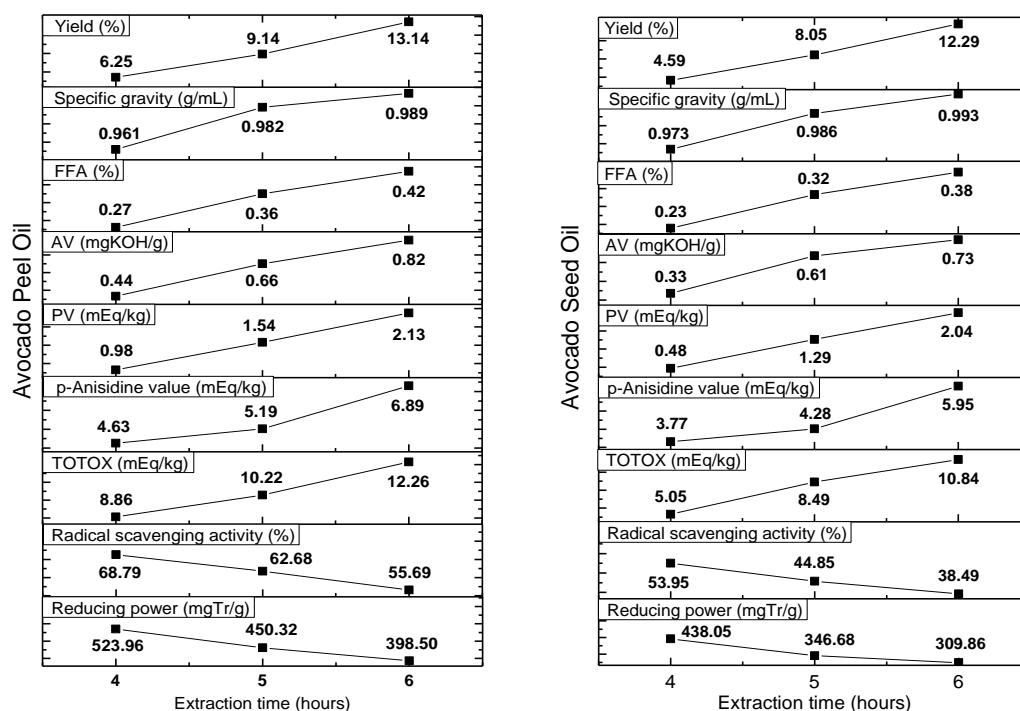 Avocado Peel Oil
Yield (%)
6.25
9.14
13.14
Specific gravity (g/mL)
0.961
0.982
0.989
FFA (%)
0.27
0.36
0.42
AV (mgKOH/g)
0.44
0.66
0.82
PV (mEq/kg)
0.98
1.54
2.13
p-Anisidine value (mEq/kg)
4.63
5.19
6.89
TOTOX (mEq/kg)
8.86
10.22
12.26
Radical scavenging activity (%)
68.79
62.68
55.69
Reducing power (mgTr/g)
523.96
450.32
398.50
4 5 6
Extraction time (hours)
Avocado Seed Oil
Yield (%)
4.59
8.05
12.29
Specific gravity (g/mL)
0.973
0.986
0.993
FFA (%)
0.23
0.32
0.38
AV (mgKOH/g)
0.33
0.61
0.73
PV (mEq/kg)
0.48
1.29
2.04
p-Anisidine value (mEq/kg)
3.77
4.28
5.95
TOTOX (mEq/kg)
5.05
8.49
10.84
Radical scavenging activity (%)
53.95
44.85
38.49
Reducing power (mgTr/g)
438.05
346.68
309.86
4 5 6
Extraction time (hours)